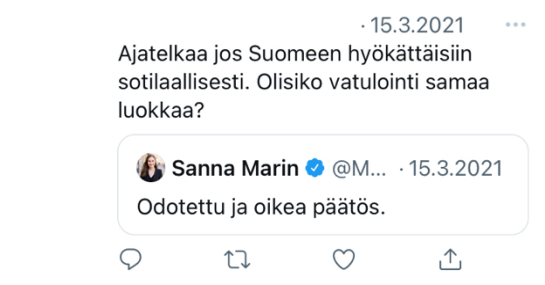 · 15.3.2021
Ajatelkaa jos Suomeen hyökättäisiin
sotilaallisesti. Olisiko vatulointi samaa
luokkaa?
Sanna Marin @M... · 15.3.2021
Odotettu ja oikea päätös.